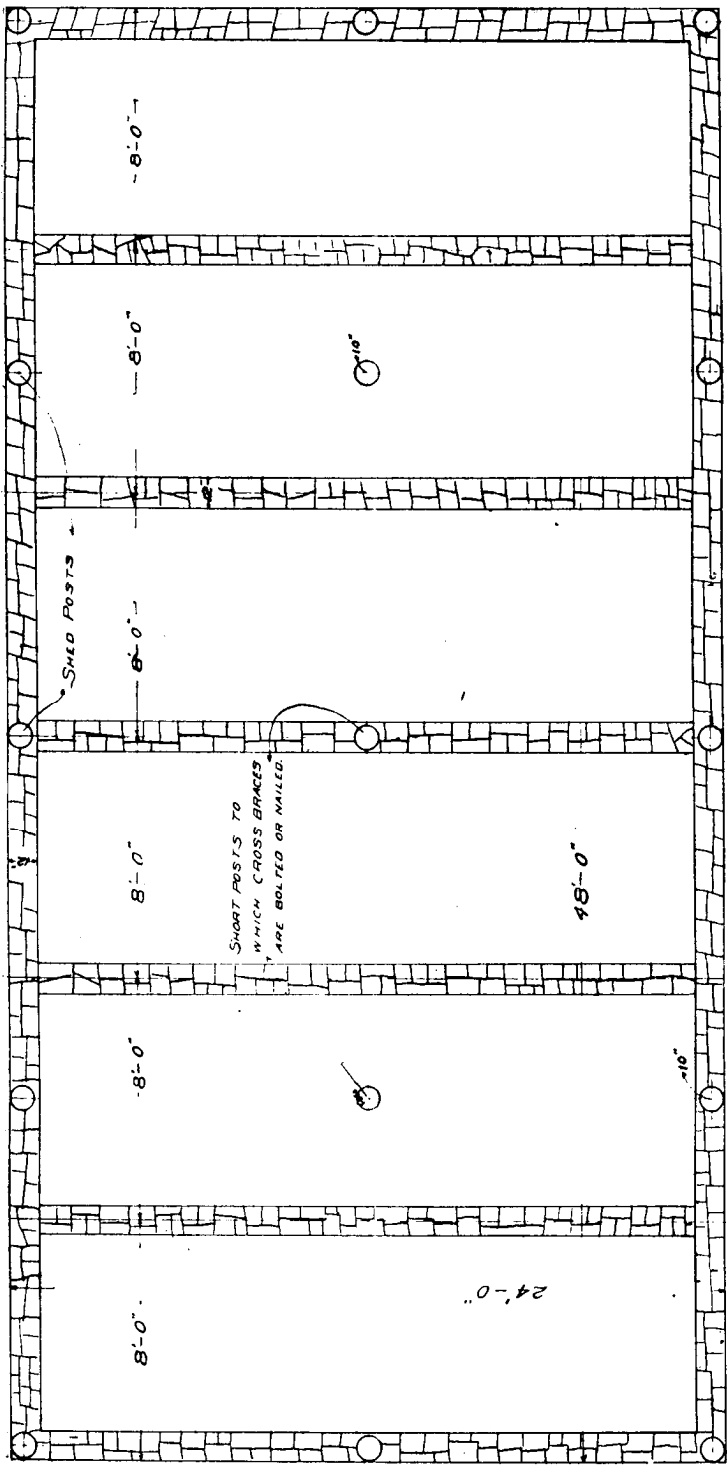 8'-0"
8'-0"
10"
SHED POSTS
8'-0"
8'-0"
SHORT POSTS TO
WHICH CROSS BRACES
ARE BOLTED OR NAILED.
48'-0"
8'-0"
10"
8'-0"
24'-0"